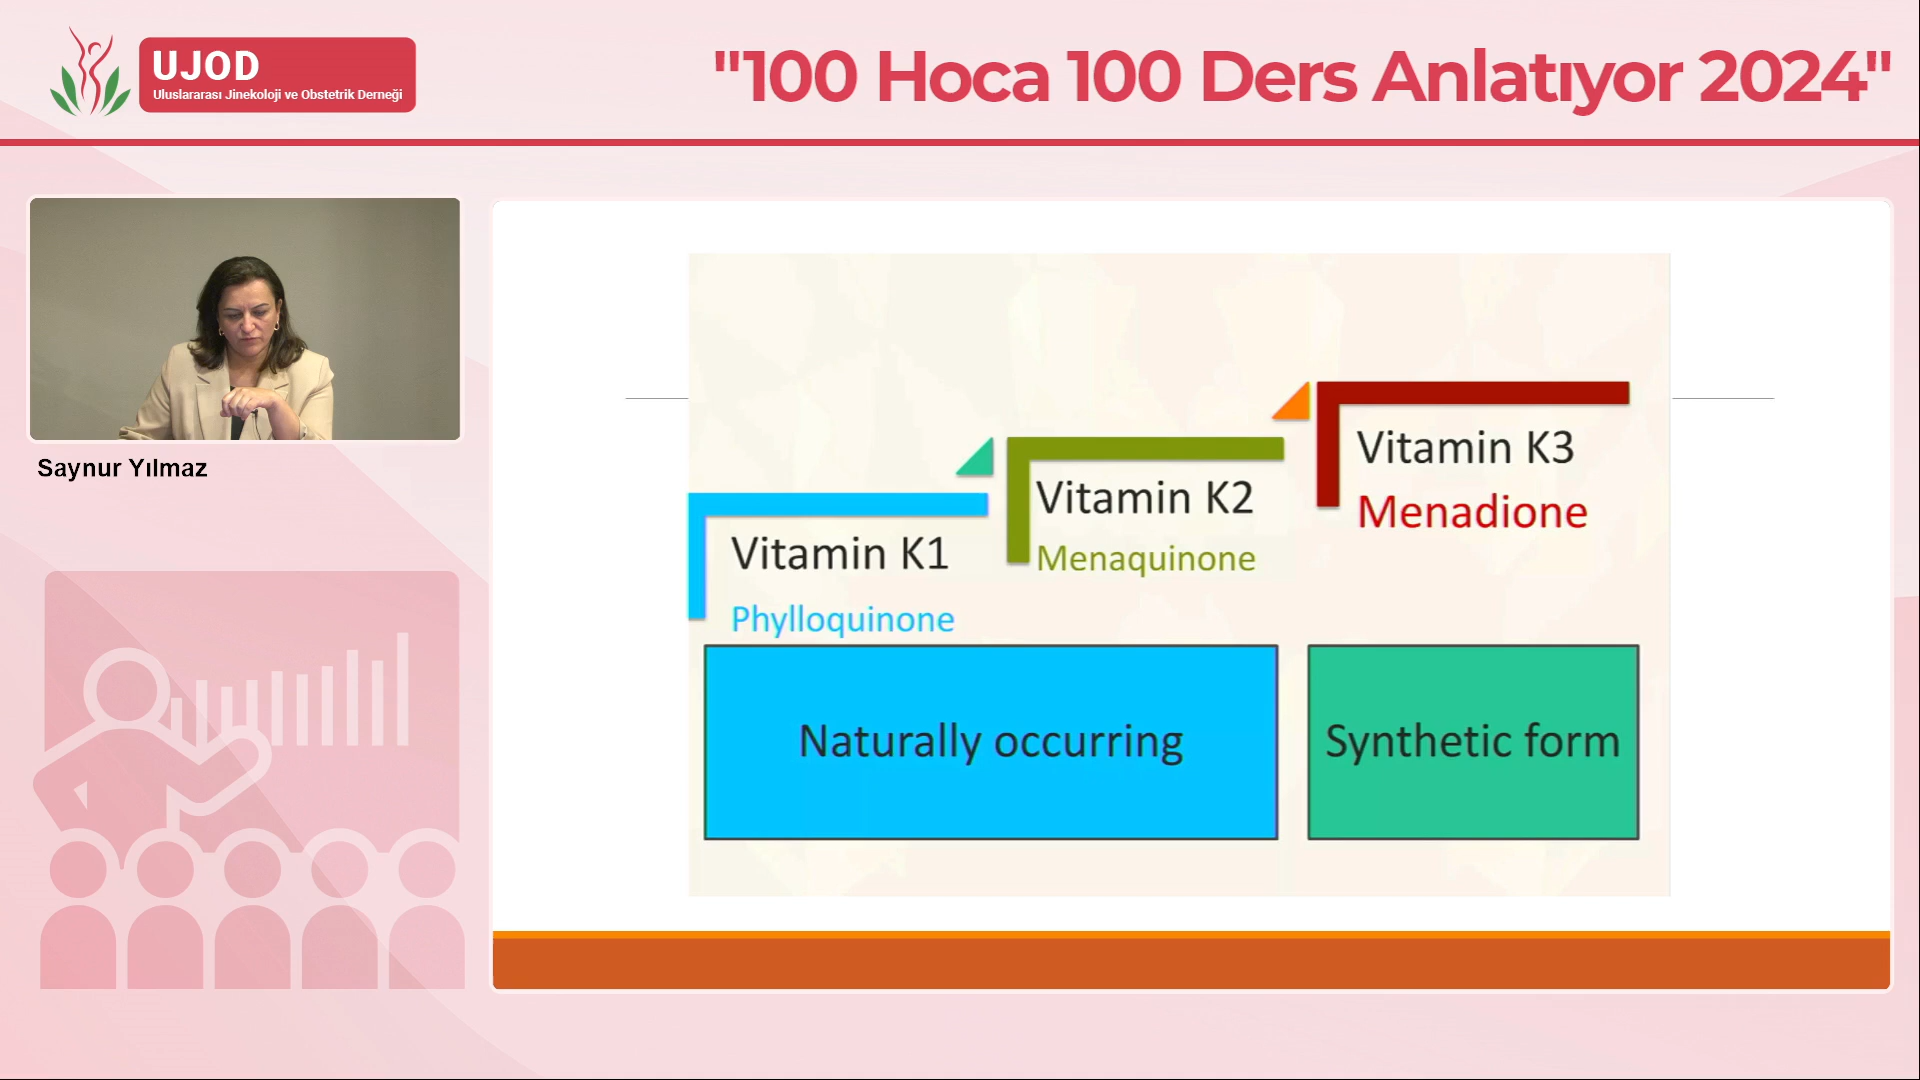 UJOD
Uluslararası Jinekoloji ve Obstetrik Derneği
"100 Hoca 100 Ders Anlatıyor 2024"
Saynur Yılmaz
Vitamin K1
Phylloquinone
Vitamin K2
Menaquinone
Vitamin K3
Menadione
Naturally occurring
Synthetic form